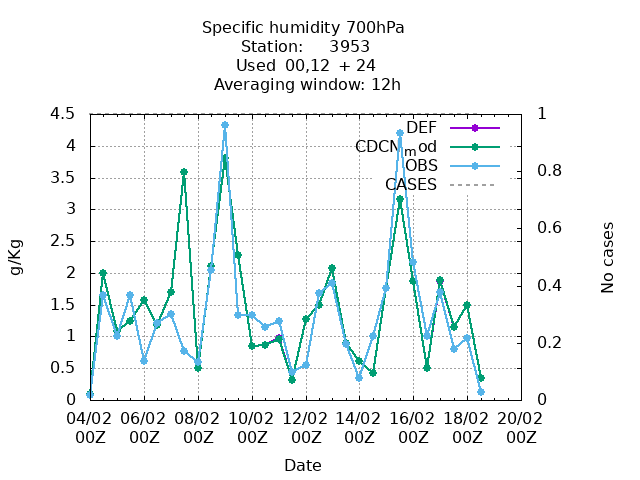 Specific humidity 700hPa
Station: 3953
Used 00,12 + 24
Averaging window: 12h
4.5
4
3.5
3
2.5
2
1.5
1
0.5
0
g/Kg
1
0.8
0.6
0.4
0.2
0
No cases
DEF
CDCN_mod
OBS
CASES
04/02 06/02 08/02 10/02 12/02 14/02 16/02 18/02 20/02
00Z 00Z 00Z 00Z 00Z 00Z 00Z 00Z 00Z
Date